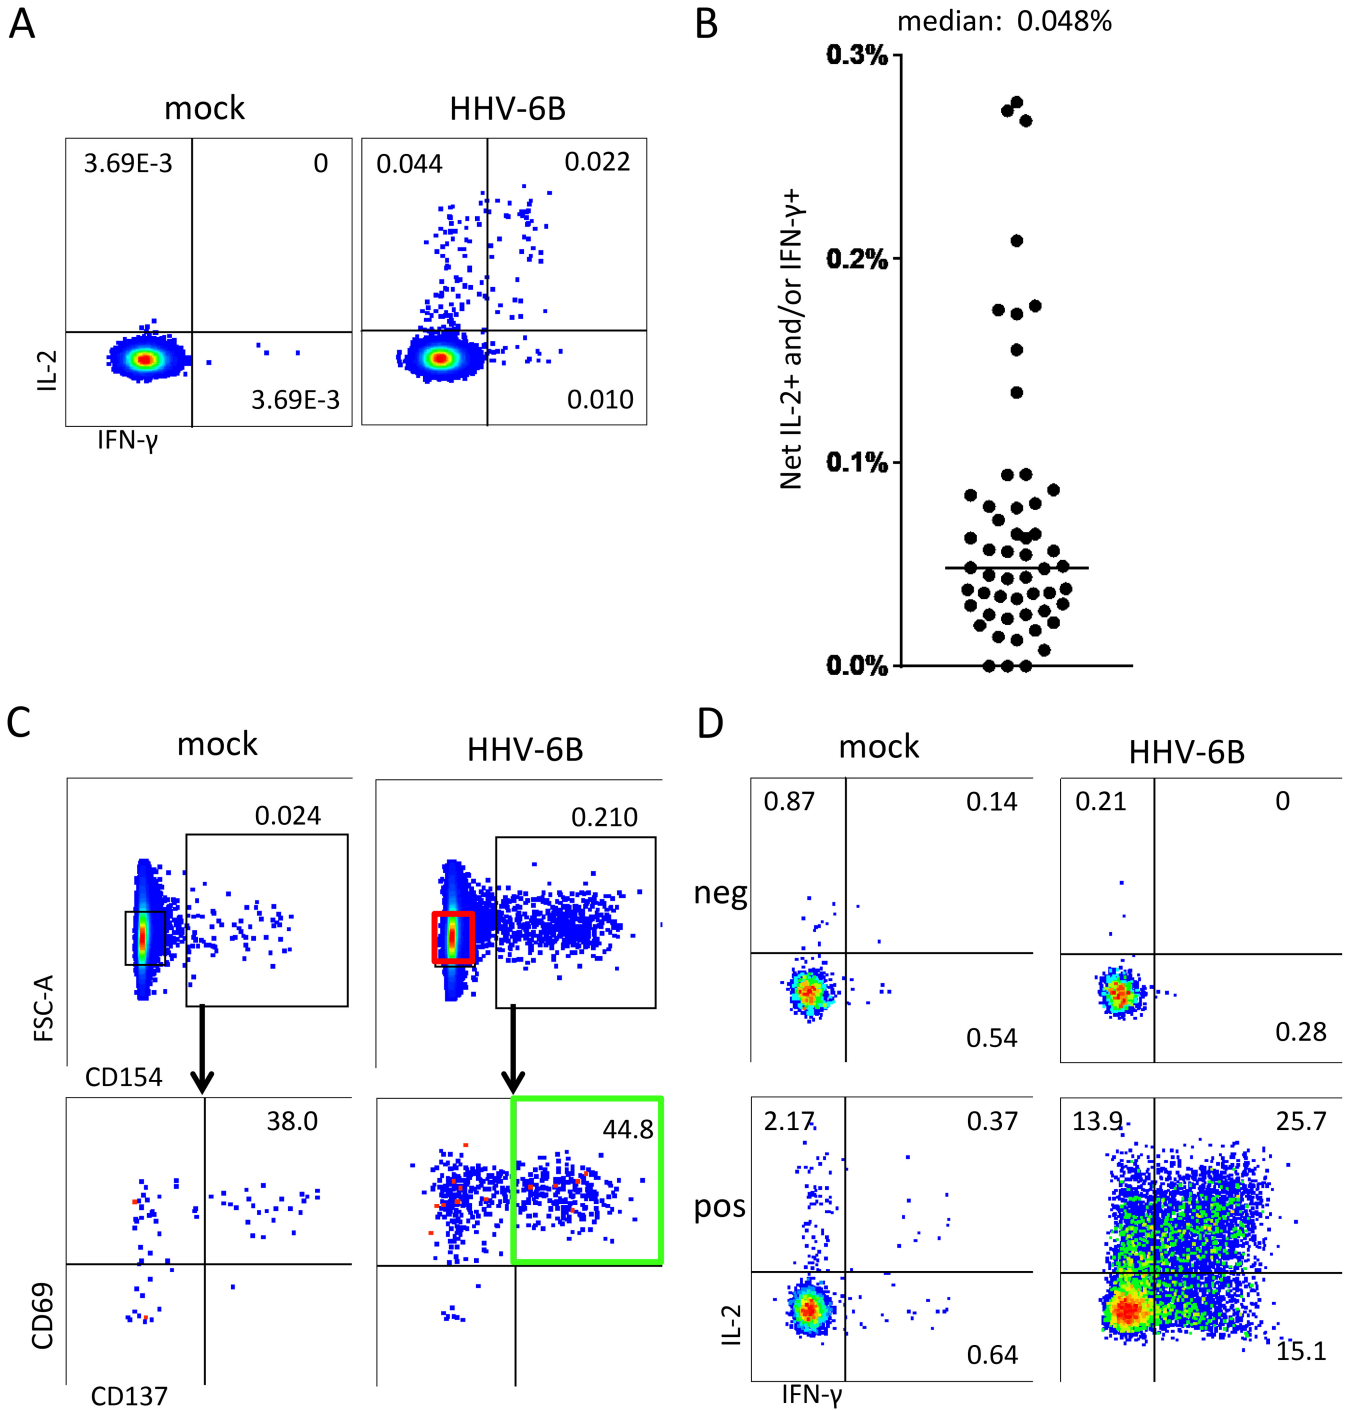 A
mock
HHV-6B
3.69E-3
0
0.044
0.022
3.69E-3
0.010
IL-2
IFN-γ
B
median: 0.048%
0.3%
0.2%
0.1%
0.0%
Net IL-2+ and/or IFN-γ+
C
mock
HHV-6B
0.024
0.210
FSC-A
CD154
38.0
44.8
CD69
CD137
D
mock
HHV-6B
neg
0.87
0.14
0.21
0
0.54
0.28
pos
2.17
0.37
13.9
25.7
0.64
15.1
IL-2
IFN-γ